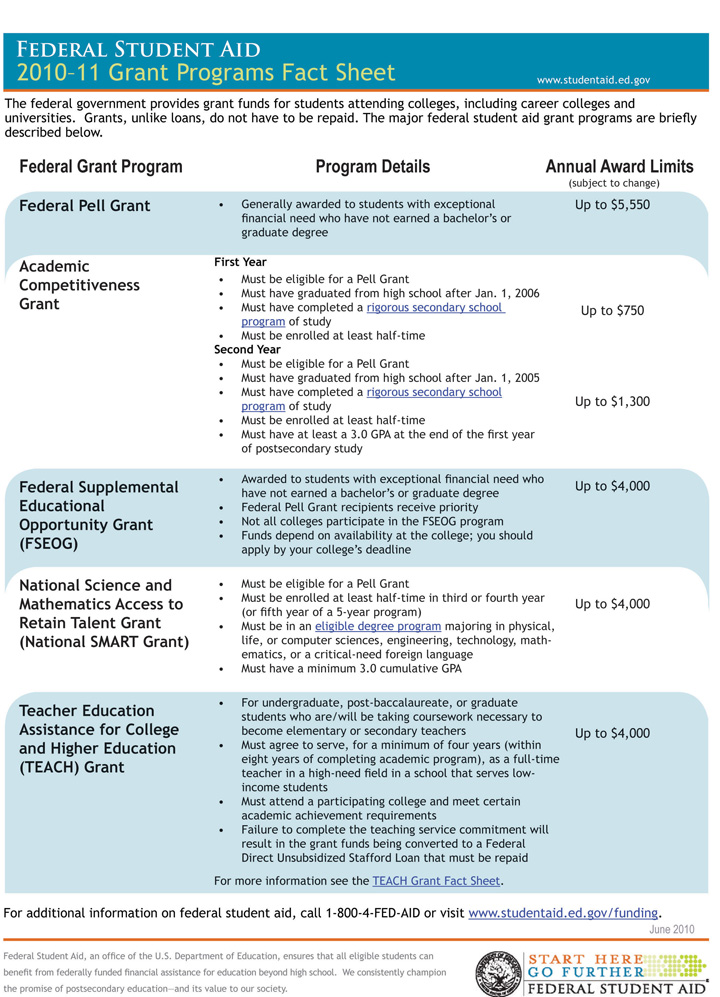 FEDERAL STUDENT AID
2010–11 Grant Programs Fact Sheet
www.studentaid.ed.gov
The federal government provides grant funds for students attending colleges, including career colleges and
universities.  Grants, unlike loans, do not have to be repaid. The major federal student aid grant programs are briefly
described below.
Federal Grant Program
Program Details
Annual Award Limits
(subject to change)
Federal Pell Grant
• Generally awarded to students with exceptional
financial need who have not earned a bachelor's or
graduate degree
Up to $5,550
Academic
Competitiveness
Grant
First Year
• Must be eligible for a Pell Grant
• Must have graduated from high school after Jan. 1, 2006
• Must have completed a rigorous secondary school
program of study
• Must be enrolled at least half-time
Up to $750
Second Year
• Must be eligible for a Pell Grant
• Must have graduated from high school after Jan. 1, 2005
• Must have completed a rigorous secondary school
program of study
• Must be enrolled at least half-time
• Must have at least a 3.0 GPA at the end of the first year
of postsecondary study
Up to $1,300
Federal Supplemental
Educational
Opportunity Grant
(FSEOG)
• Awarded to students with exceptional financial need who
have not earned a bachelor's or graduate degree
• Federal Pell Grant recipients receive priority
• Not all colleges participate in the FSEOG program
• Funds depend on availability at the college; you should
apply by your college's deadline
Up to $4,000
National Science and
Mathematics Access to
Retain Talent Grant
(National SMART Grant)
• Must be eligible for a Pell Grant
• Must be enrolled at least half-time in third or fourth year
(or fifth year of a 5-year program)
• Must be in an eligible degree program majoring in physical,
life, or computer sciences, engineering, technology, math-
ematics, or a critical-need foreign language
• Must have a minimum 3.0 cumulative GPA
Up to $4,000
Teacher Education
Assistance for College
and Higher Education
(TEACH) Grant
• For undergraduate, post-baccalaureate, or graduate
students who are/will be taking coursework necessary to
become elementary or secondary teachers
• Must agree to serve, for a minimum of four years (within
eight years of completing academic program), as a full-time
teacher in a high-need field in a school that serves low-
income students
• Must attend a participating college and meet certain
academic achievement requirements
• Failure to complete the teaching service commitment will
result in the grant funds being converted to a Federal
Direct Unsubsidized Stafford Loan that must be repaid
For more information see the TEACH Grant Fact Sheet.
Up to $4,000
For additional information on federal student aid, call 1-800-4-FED-AID or visit www.studentaid.ed.gov/funding.
June 2010
Federal Student Aid, an office of the U.S. Department of Education, ensures that all eligible students can
benefit from federally funded financial assistance for education beyond high school.  We consistently champion
the promise of postsecondary education—and its value to our society.
START HERE
GO FURTHER
FEDERAL STUDENT AID